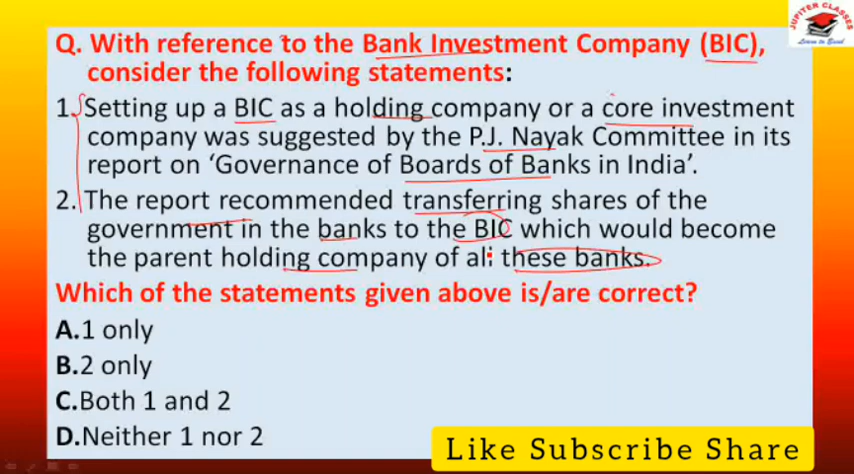 JUPITER CLASSES
Learn to Excel
Q. With reference to the Bank Investment Company (BIC),
consider the following statements:
1. Setting up a BIC as a holding company or a core investment
company was suggested by the P.J. Nayak Committee in its
report on ‘Governance of Boards of Banks in India’.
2. The report recommended transferring shares of the
government in the banks to the BIC which would become
the parent holding company of all these banks.
Which of the statements given above is/are correct?
A.1 only
B.2 only
C.Both 1 and 2
D.Neither 1 nor 2
Like Subscribe Share